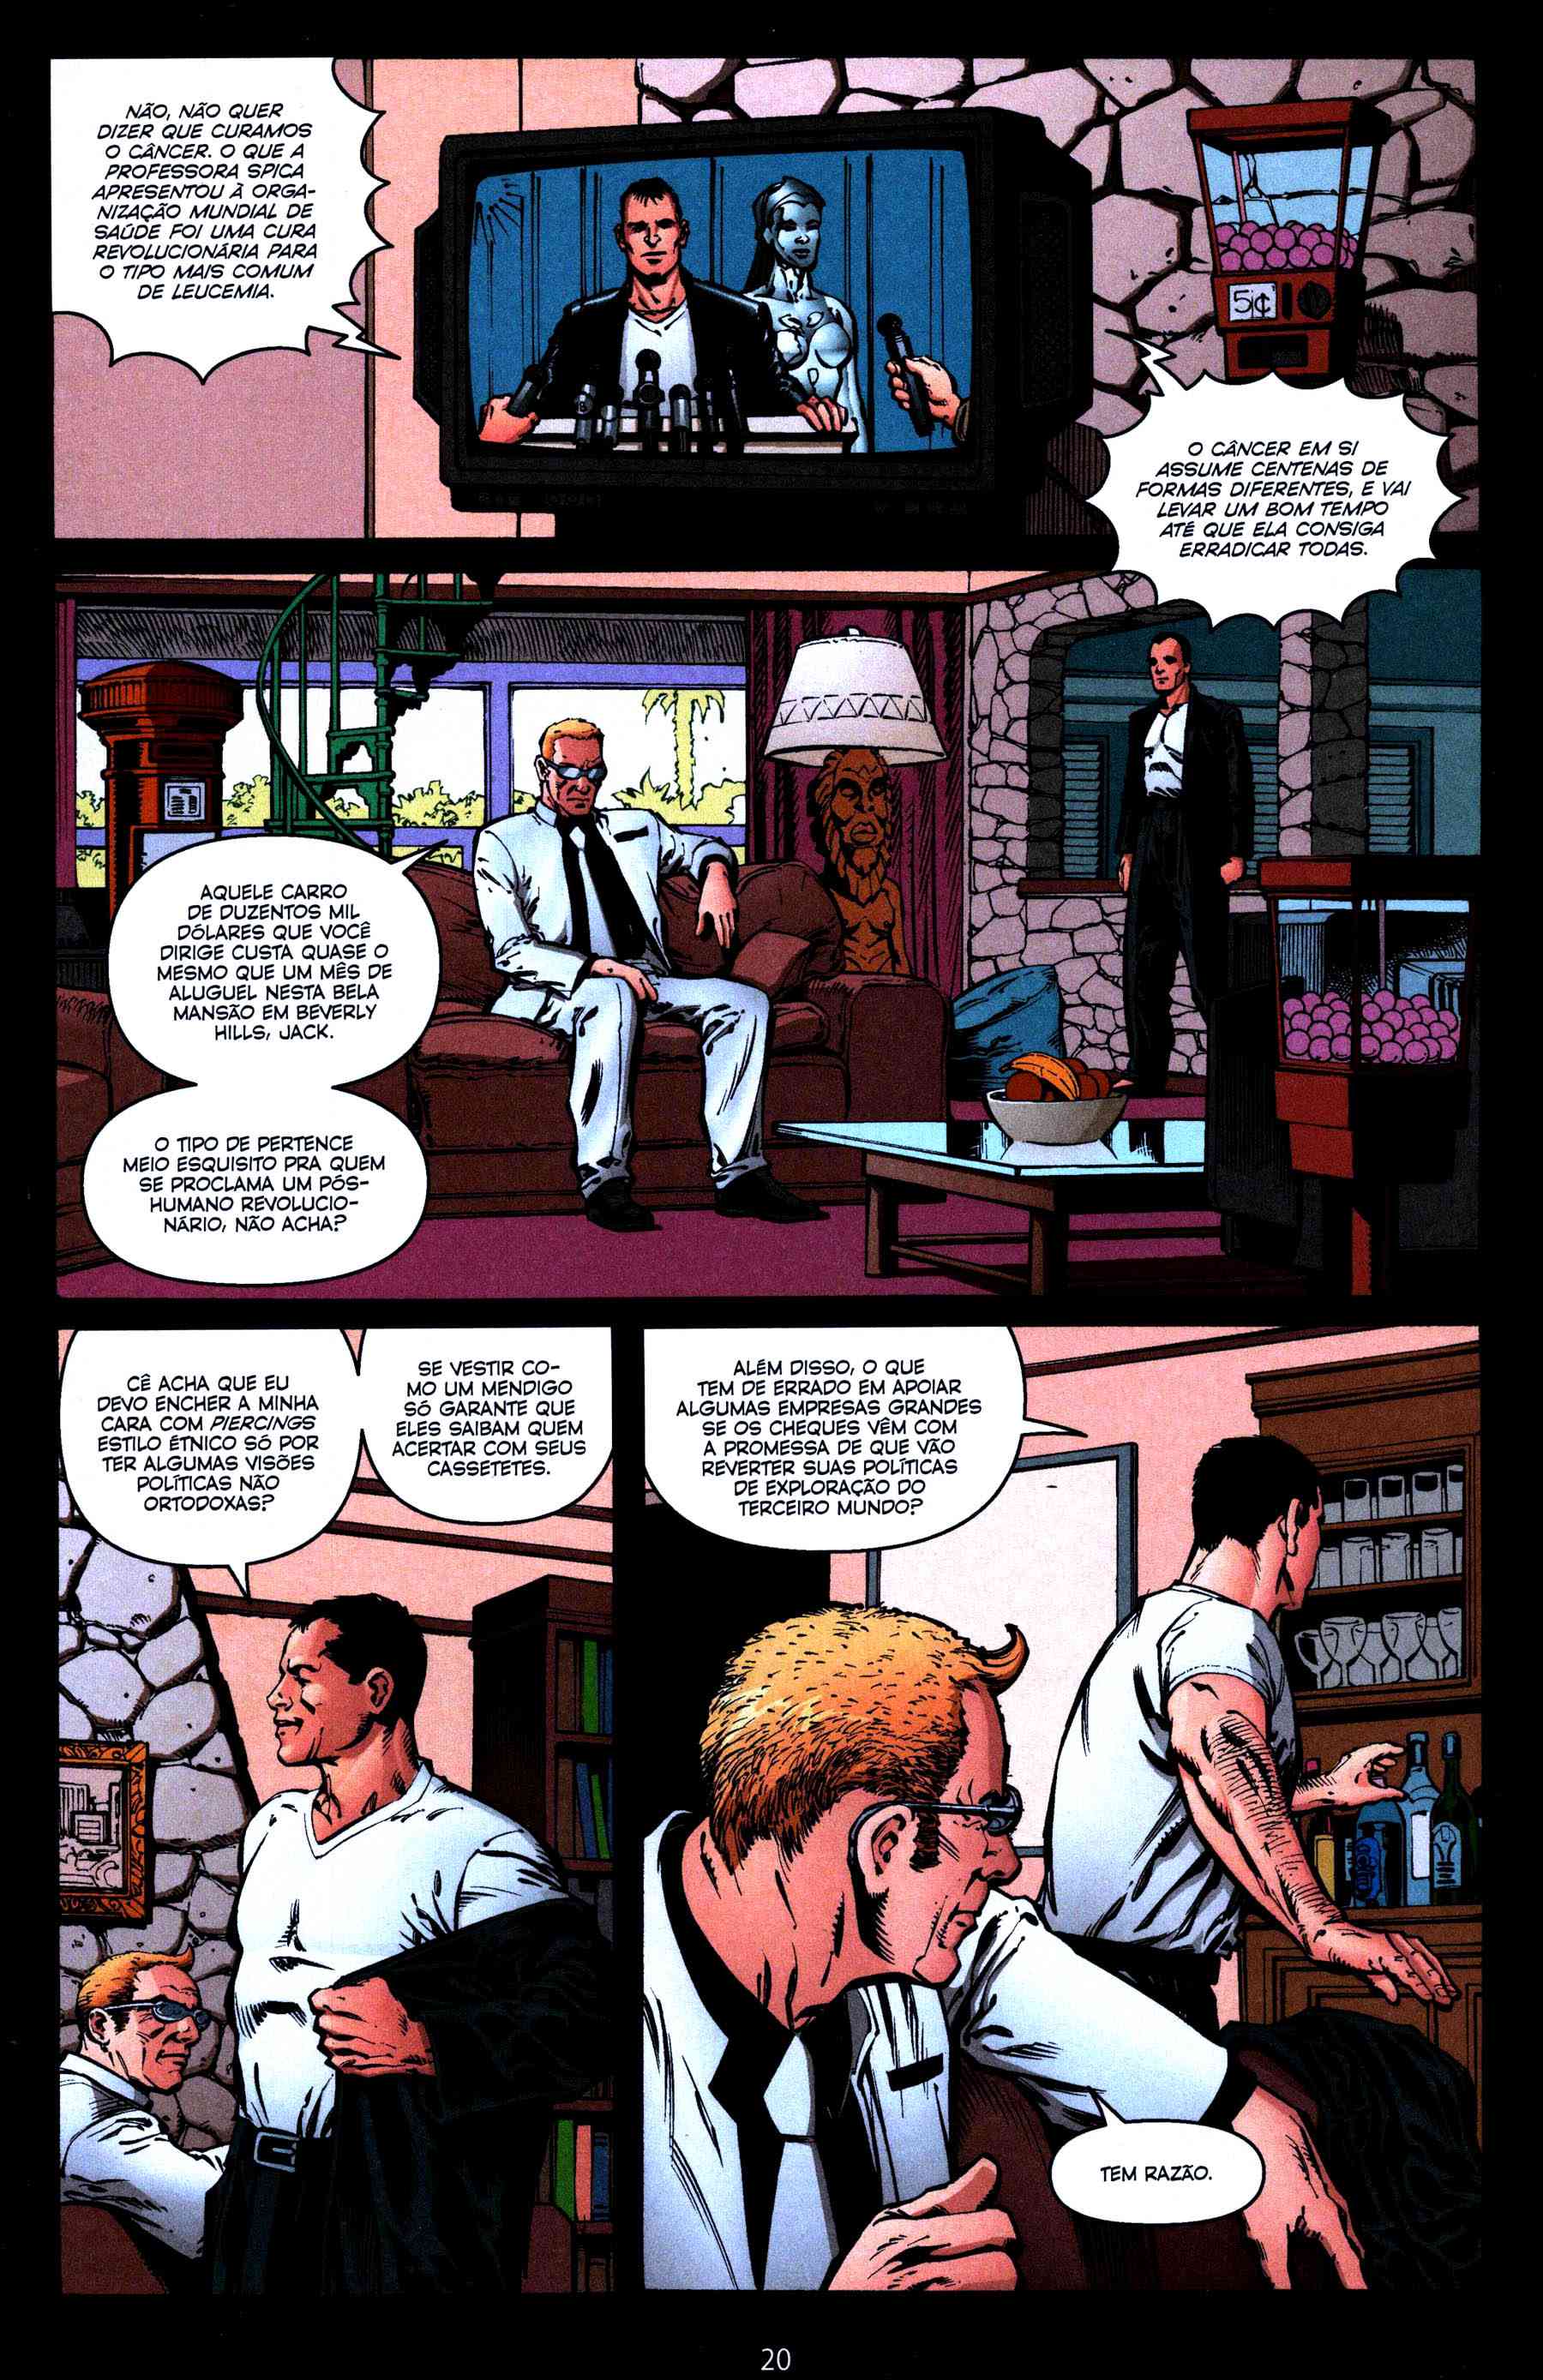 NÃO, NÃO QUER
DIZER QUE CURAMOS
O CÂNCER. O QUE A
PROFESSORA SPICA
APRESENTOU À ORGA-
NIZAÇÃO MUNDIAL DE
SAÚDE FOI UMA CURA
REVOLUCIONÁRIA PARA
O TIPO MAIS COMUM
DE LEUCEMIA.
5¢
O CÂNCER EM SI
ASSUME CENTENAS DE
FORMAS DIFERENTES, E VAI
LEVAR UM BOM TEMPO
ATÉ QUE ELA CONSIGA
ERRADICAR TODAS.
AQUELE CARRO
DE DUZENTOS MIL
DÓLARES QUE VOCÊ
DIRIGE CUSTA QUASE O
MESMO QUE UM MÊS DE
ALUGUEL NESTA BELA
MANSÃO EM BEVERLY
HILLS, JACK.
O TIPO DE PERTENCE
MEIO ESQUISITO PRA QUEM
SE PROCLAMA UM PÓS-
HUMANO REVOLUCIO-
NÁRIO, NÃO ACHA?
CÊ ACHA QUE EU
DEVO ENCHER A MINHA
CARA COM PIERCINGS
ESTILO ÉTNICO SÓ POR
TER ALGUMAS VISÕES
POLÍTICAS NÃO
ORTODOXAS?
SE VESTIR CO-
MO UM MENDIGO
SÓ GARANTE QUE
ELES SAIBAM QUEM
ACERTAR COM SEUS
CASSETETES.
ALÉM DISSO, O QUE
TEM DE ERRADO EM APOIAR
ALGUMAS EMPRESAS GRANDES
SE OS CHEQUES VÊM COM
A PROMESSA DE QUE VÃO
REVERTER SUAS POLÍTICAS
DE EXPLORAÇÃO DO
TERCEIRO MUNDO?
TEM RAZÃO.
20